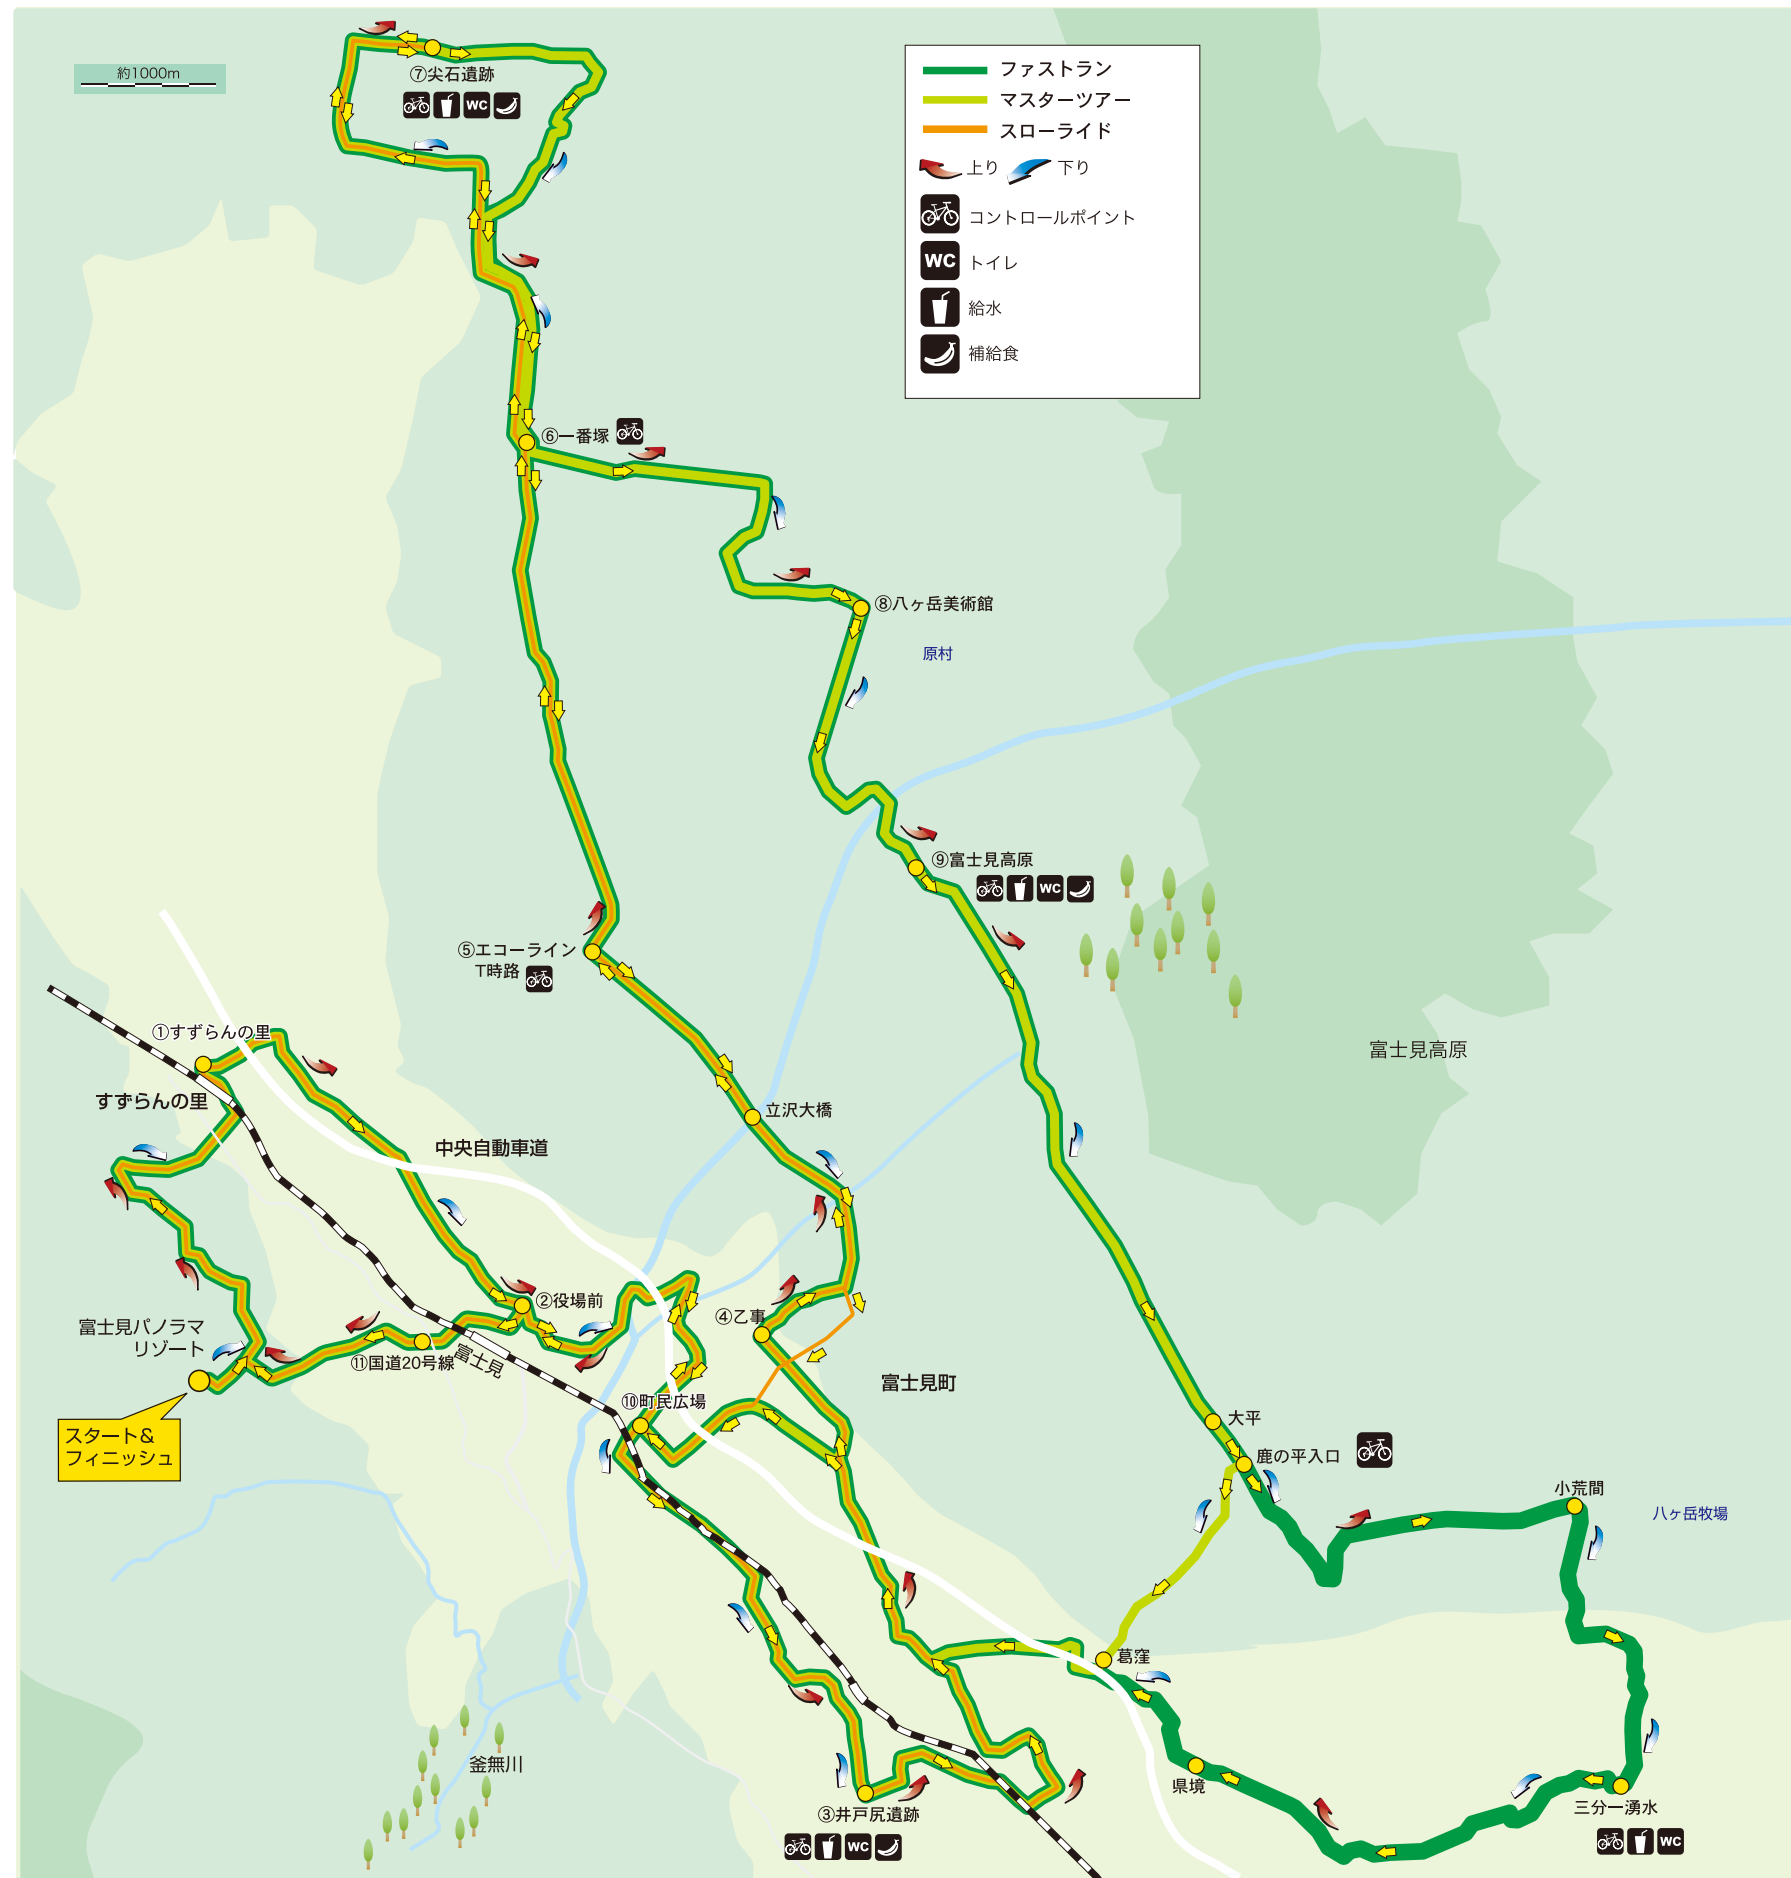 約1000m
⑦尖石遺跡
WC
ファストラン
マスターツアー
スローライド
上り
下り
コントロールポイント
WC
トイレ
給水
補給食
⑥一番塚
⑧八ヶ岳美術館
原村
⑨富士見高原
WC
⑤エコーライン
T時路
富士見高原
①すずらんの里
すずらんの里
立沢大橋
中央自動車道
②役場前
④乙事
富士見パノラマ
リゾート
⑪国道20号線
富士見
富士見町
⑩町民広場
大平
スタート&
フィニッシュ
鹿の平入口
小荒間
八ヶ岳牧場
葛窪
釜無川
県境
③井戸尻遺跡
WC
三分一湧水
WC